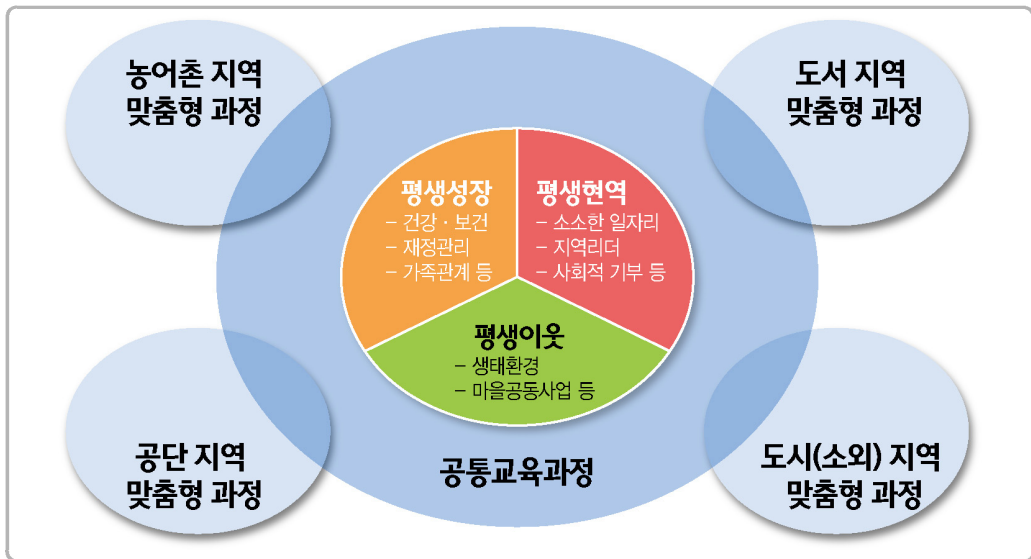 농어촌 지역
맞춤형 과정
도서 지역
맞춤형 과정
평생성장
- 건강 · 보건
- 재정관리
- 가족관계 등
평생현역
- 소소한 일자리
- 지역리더
- 사회적 기부 등
평생이웃
- 생태환경
- 마을공동사업 등
공단 지역
맞춤형 과정
공통교육과정
도시(소외) 지역
맞춤형 과정